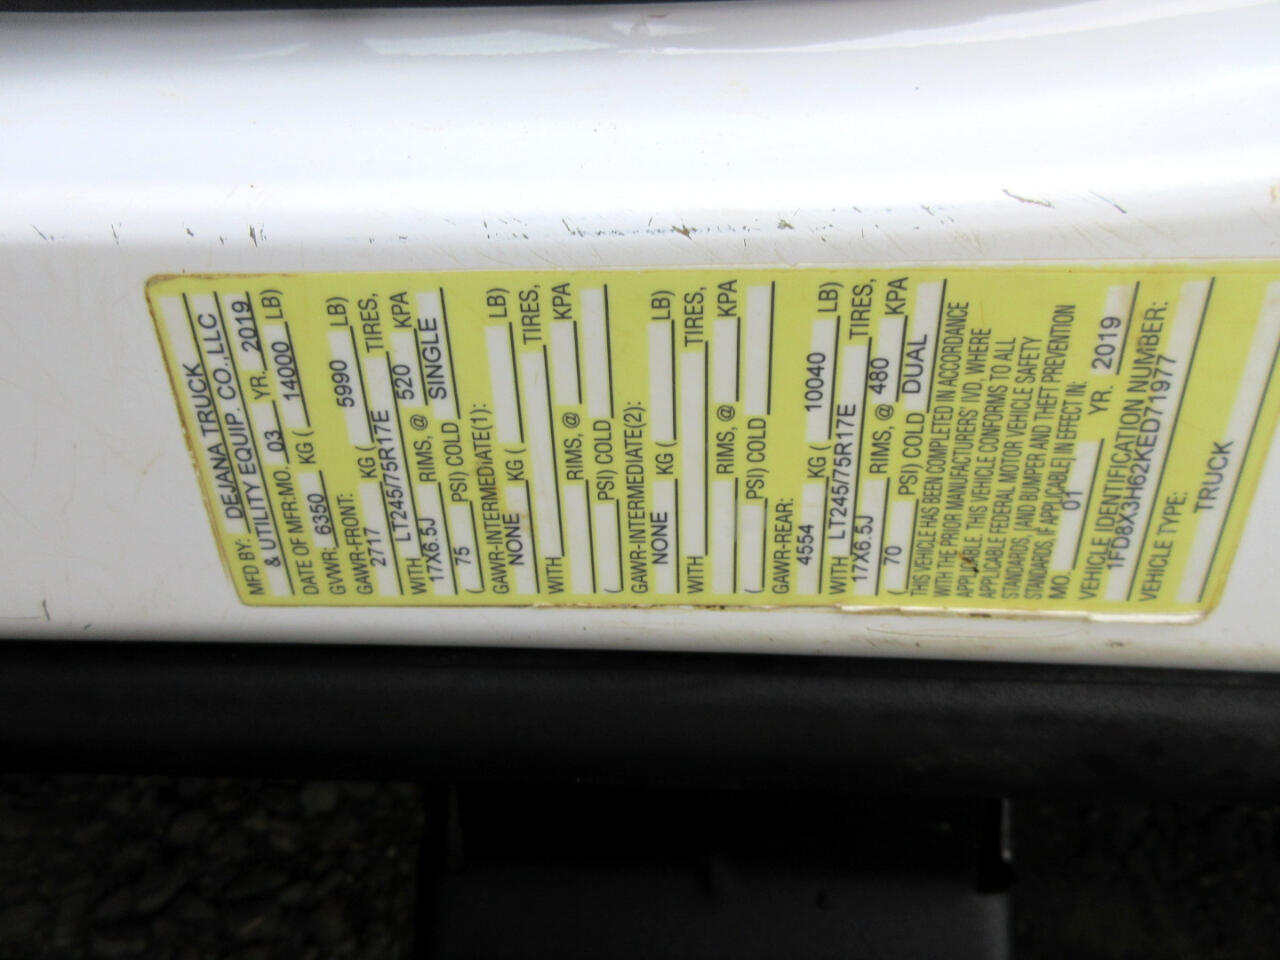 MFD BY: DEJANA TRUCK
& UTILITY EQUIP. CO., LLC
DATE OF MFR: MO. 03 YR. 2019
GVWR: 6350 KG ( 14000 LB)
GAWR-FRONT:
2717 KG ( 5990 LB)
WITH LT245/75R17E TIRES,
17X6.5J RIMS, @ 520 KPA
( 75 PSI) COLD SINGLE
GAWR-INTERMEDIATE(1):
NONE KG ( LB)
WITH TIRES,
RIMS, @ KPA
( PSI) COLD
GAWR-INTERMEDIATE(2):
NONE KG ( LB)
WITH TIRES,
RIMS, @ KPA
( PSI) COLD
GAWR-REAR:
4554 KG ( 10040 LB)
WITH LT245/75R17E TIRES,
17X6.5J RIMS, @ 480 KPA
( 70 PSI) COLD DUAL
THIS VEHICLE HAS BEEN COMPLETED IN ACCORDANCE
WITH THE PRIOR MANUFACTURERS' IVD, WHERE
APPLICABLE. THIS VEHICLE CONFORMS TO ALL
APPLICABLE FEDERAL MOTOR VEHICLE SAFETY
STANDARDS, [AND BUMPER AND THEFT PREVENTION
STANDARDS, IF APPLICABLE] IN EFFECT IN:
MO. 01 YR. 2019
VEHICLE IDENTIFICATION NUMBER:
1FD8X3H62KED71977
VEHICLE TYPE:
TRUCK